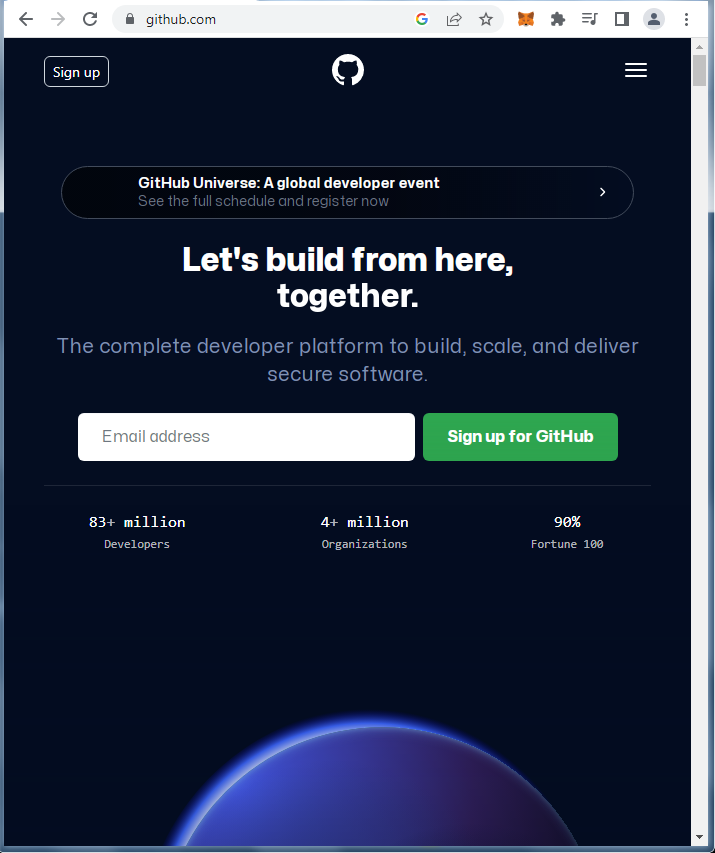 github.com
Sign up
GitHub Universe: A global developer event
See the full schedule and register now
Let's build from here,
together.
The complete developer platform to build, scale, and deliver
secure software.
Email address
Sign up for GitHub
83+ million
4+ million
90%
Developers
Organizations
Fortune 100